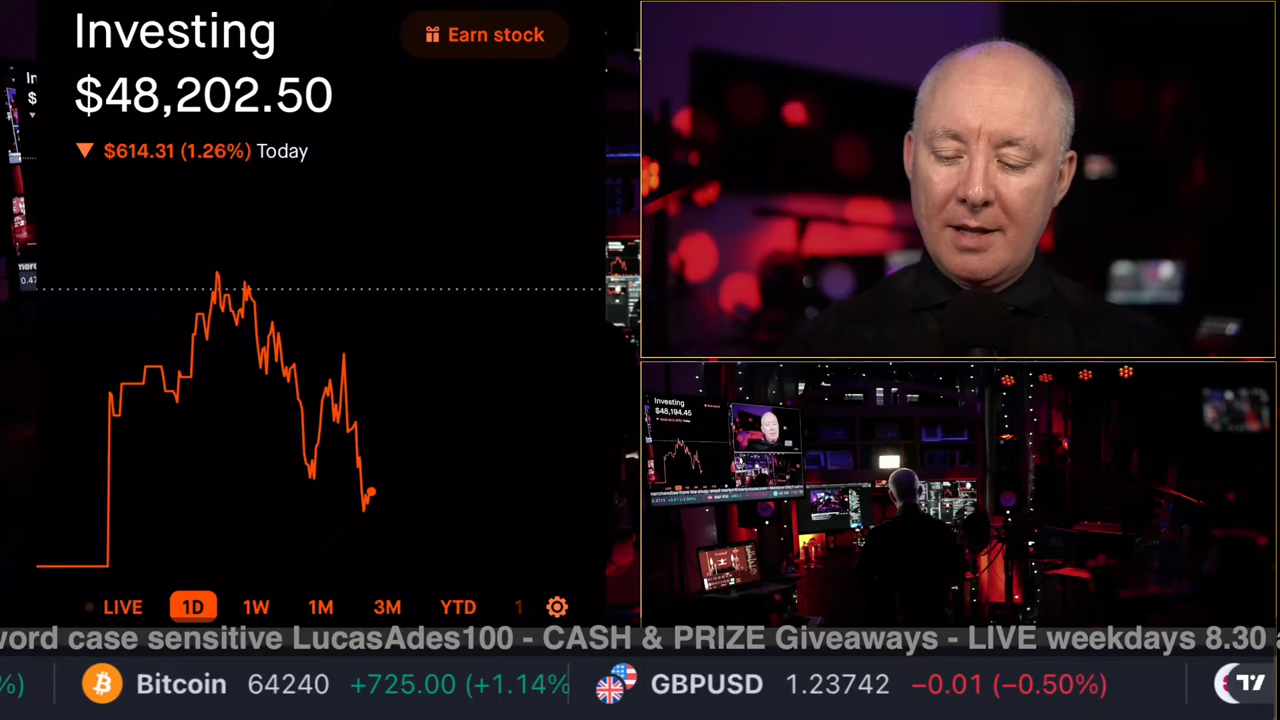 Investing
Earn stock
$48,202.50
$614.31 (1.26%) Today
LIVE 1D 1W 1M 3M YTD 1
Investing
$48,194.45
word case sensitive LucasAdes100 - CASH & PRIZE Giveaways - LIVE weekdays 8.30 a
%) Bitcoin 64240 +725.00 (+1.14% GBPUSD 1.23742 −0.01 (−0.50%)